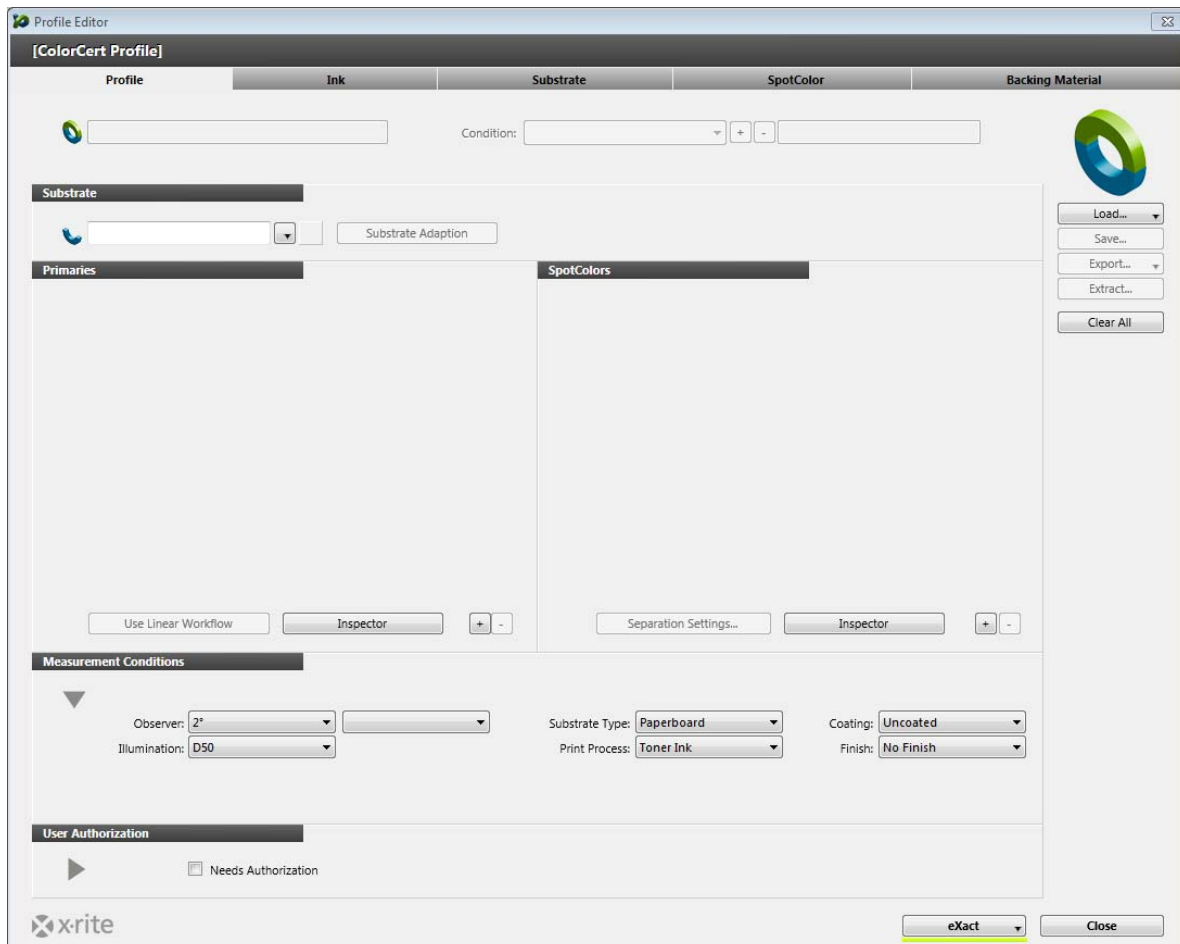 Profile Editor
[ColorCert Profile]
Profile Ink Substrate SpotColor Backing Material
Condition: + -
Substrate
Load...
Substrate Adaption
Save...
Primaries SpotColors
Export...
Extract...
Clear All
Use Linear Workflow Inspector + - Separation Settings... Inspector + -
Measurement Conditions
Observer: 2° Substrate Type: Paperboard Coating: Uncoated
Illumination: D50 Print Process: Toner Ink Finish: No Finish
User Authorization
Needs Authorization
x·rite eXact Close